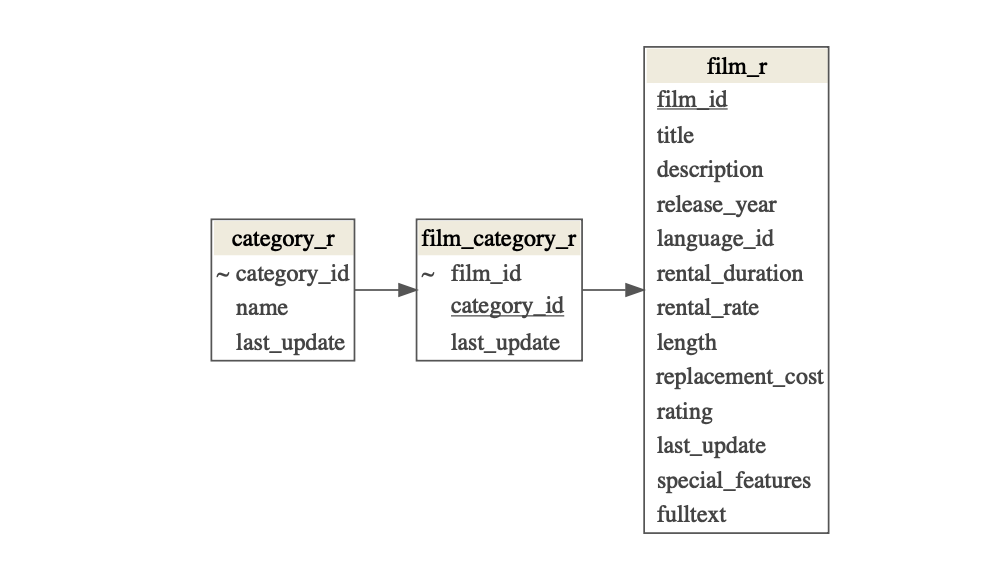 category_r
~ category_id
name
last_update
film_category_r
~ film_id
category_id
last_update
film_r
film_id
title
description
release_year
language_id
rental_duration
rental_rate
length
replacement_cost
rating
last_update
special_features
fulltext